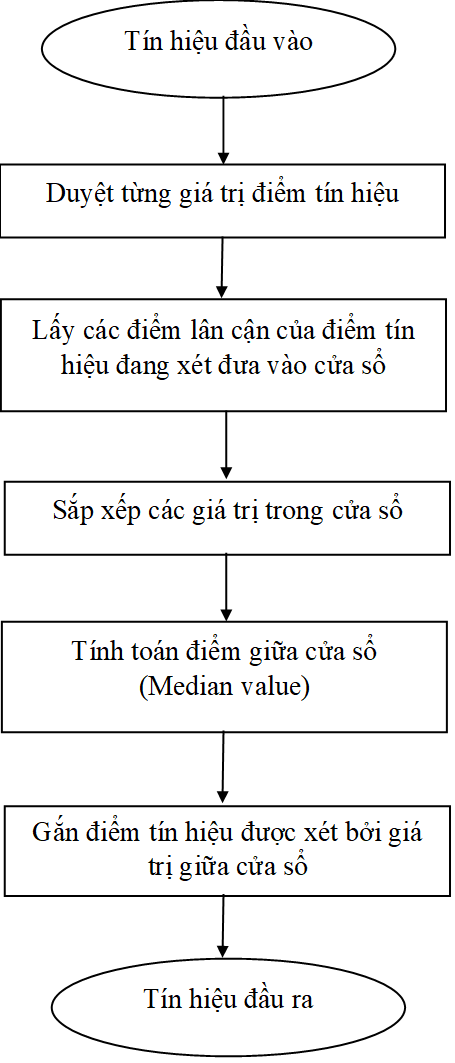 Tín hiệu đầu vào
Duyệt từng giá trị điểm tín hiệu
Lấy các điểm lân cận của điểm tín
hiệu đang xét đưa vào cửa sổ
Sắp xếp các giá trị trong cửa sổ
Tính toán điểm giữa cửa sổ
(Median value)
Gắn điểm tín hiệu được xét bởi giá
trị giữa cửa sổ
Tín hiệu đầu ra